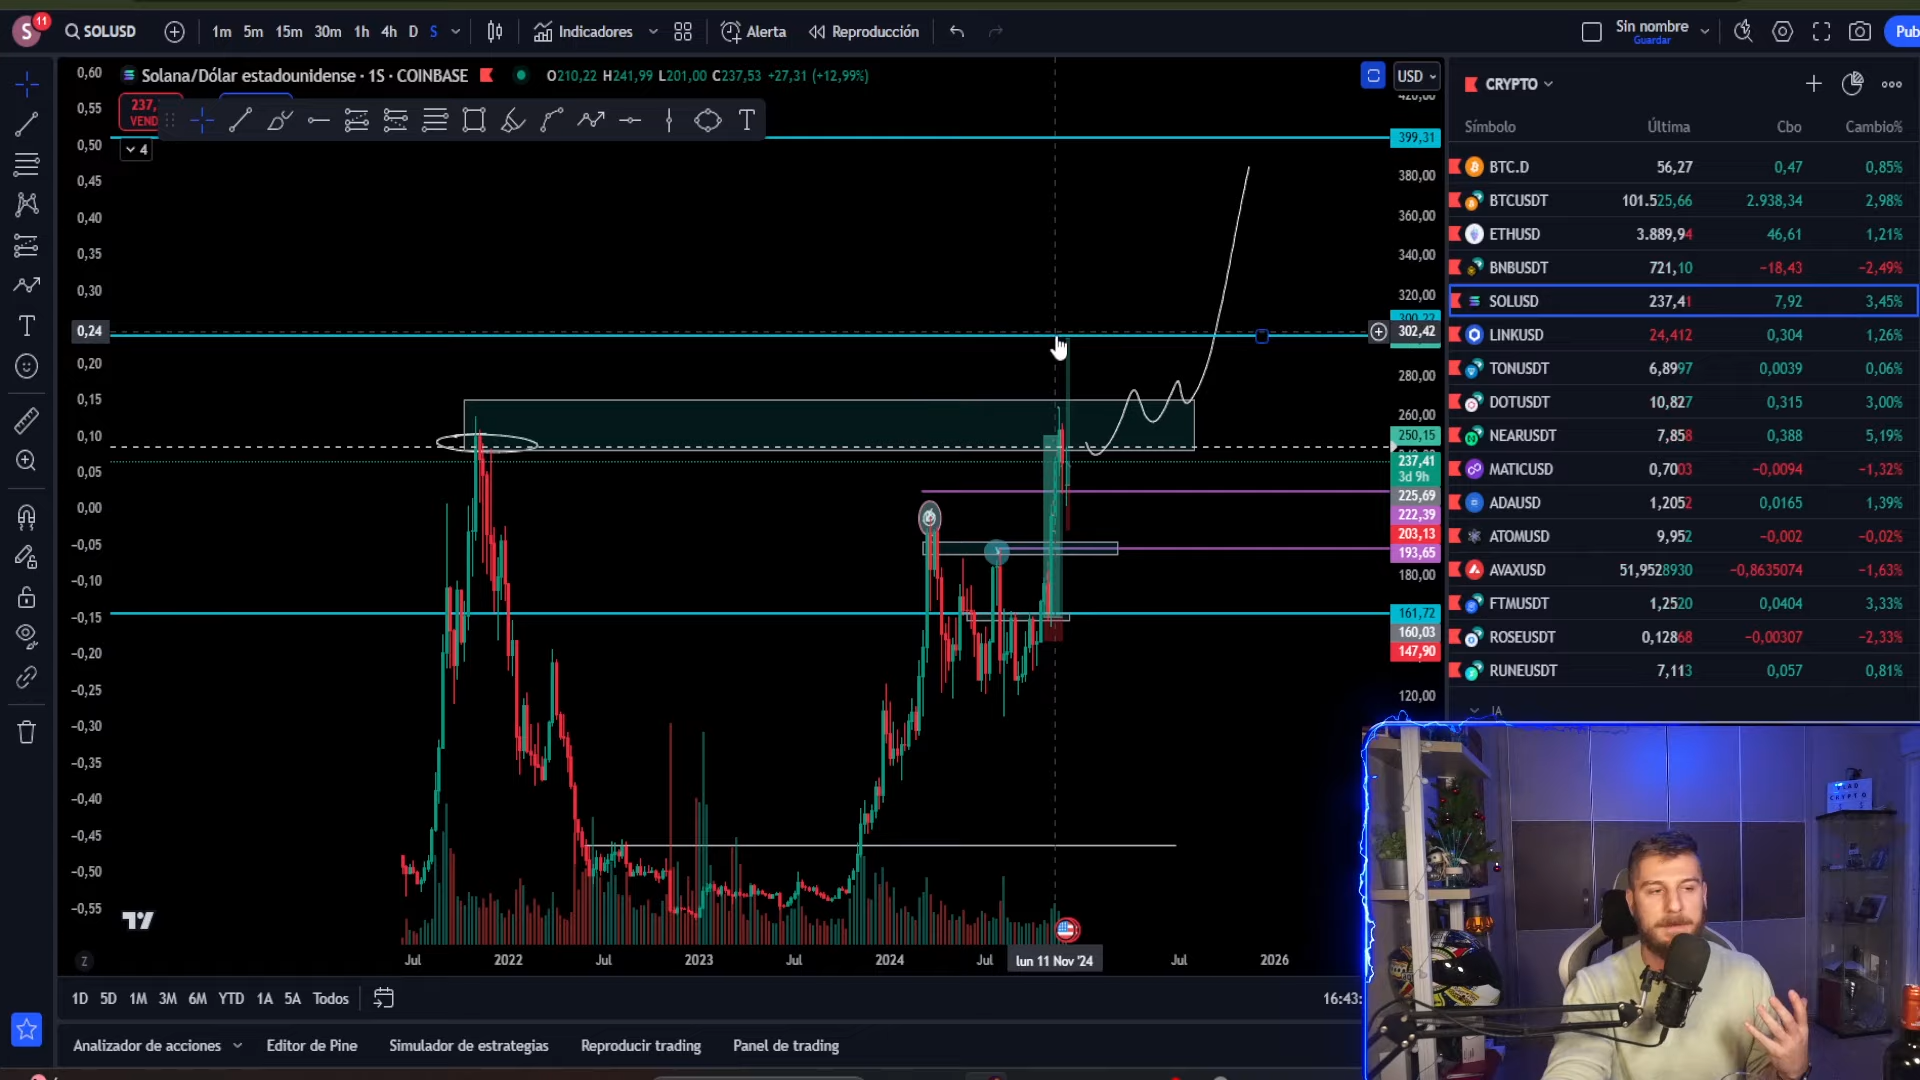 S 11 SOLUSD 1m 5m 15m 30m 1h 4h D S Indicadores Alerta Reproducción Sin nombre Guardar Pub
Solana/Dólar estadounidense · 1S · COINBASE O210,22 H241,99 L201,00 C237,53 +27,31 (+12,99%)
USD
237,
VEND
4
0,60
0,55
0,50
0,45
0,40
0,35
0,30
0,24
0,20
0,15
0,10
0,05
0,00
−0,05
−0,10
−0,15
−0,20
−0,25
−0,30
−0,35
−0,40
−0,45
−0,50
−0,55
399,31
380,00
360,00
340,00
320,00
302,42
280,00
260,00
250,15
237,41
3d 9h
225,69
222,39
203,13
193,65
180,00
161,72
160,03
147,90
120,00
Z Jul 2022 Jul 2023 Jul 2024 Jul lun 11 Nov '24 Jul 2026
1D 5D 1M 3M 6M YTD 1A 5A Todos 16:43:
Analizador de acciones Editor de Pine Simulador de estrategias Reproducir trading Panel de trading
CRYPTO
Símbolo Última Cbo Cambio%
BTC.D 56,27 0,47 0,85%
BTCUSDT 101.525,66 2.938,34 2,98%
ETHUSD 3.889,94 46,61 1,21%
BNBUSDT 721,10 −18,43 −2,49%
SOLUSD 237,41 7,92 3,45%
LINKUSD 24,412 0,304 1,26%
TONUSDT 6,8997 0,0039 0,06%
DOTUSDT 10,827 0,315 3,00%
NEARUSDT 7,858 0,388 5,19%
MATICUSD 0,7003 −0,0094 −1,32%
ADAUSD 1,2052 0,0165 1,39%
ATOMUSD 9,952 −0,002 −0,02%
AVAXUSD 51,9528930 −0,8635074 −1,63%
FTMUSDT 1,2520 0,0404 3,33%
ROSEUSDT 0,12868 −0,00307 −2,33%
RUNEUSDT 7,113 0,057 0,81%
IA